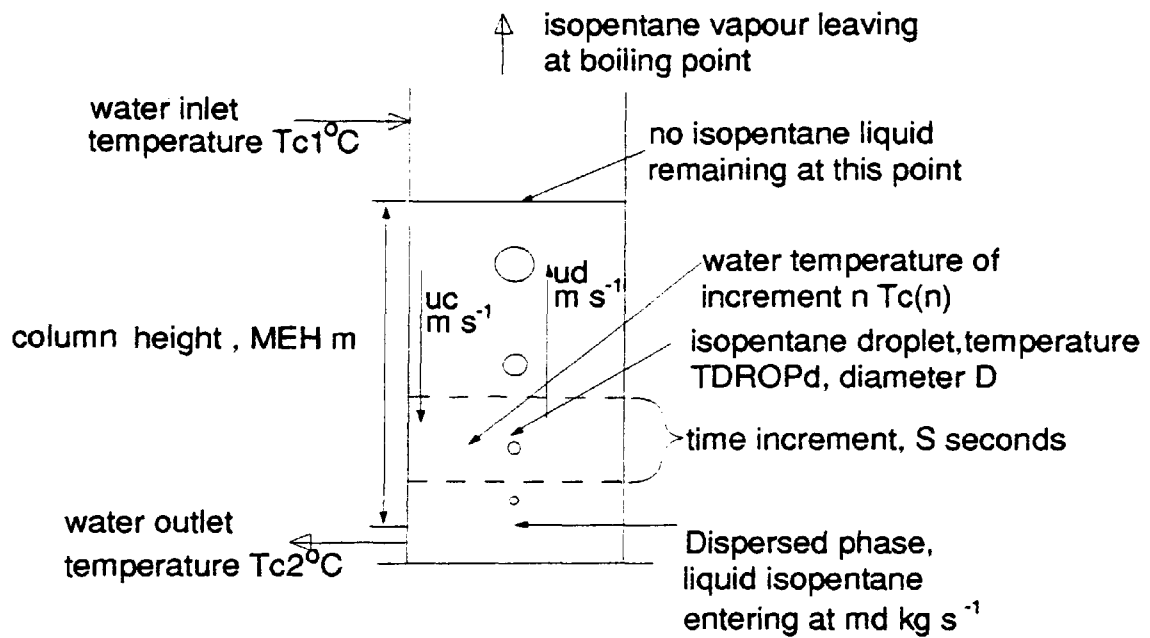 isopentane vapour leaving
at boiling point
water inlet
temperature Tc1°C
no isopentane liquid
remaining at this point
water temperature of
increment n Tc(n)
uc
m s⁻¹
ud
m s⁻¹
column height , MEH m
isopentane droplet,temperature
TDROPd, diameter D
time increment, S seconds
water outlet
temperature Tc2°C
Dispersed phase,
liquid isopentane
entering at md kg s⁻¹